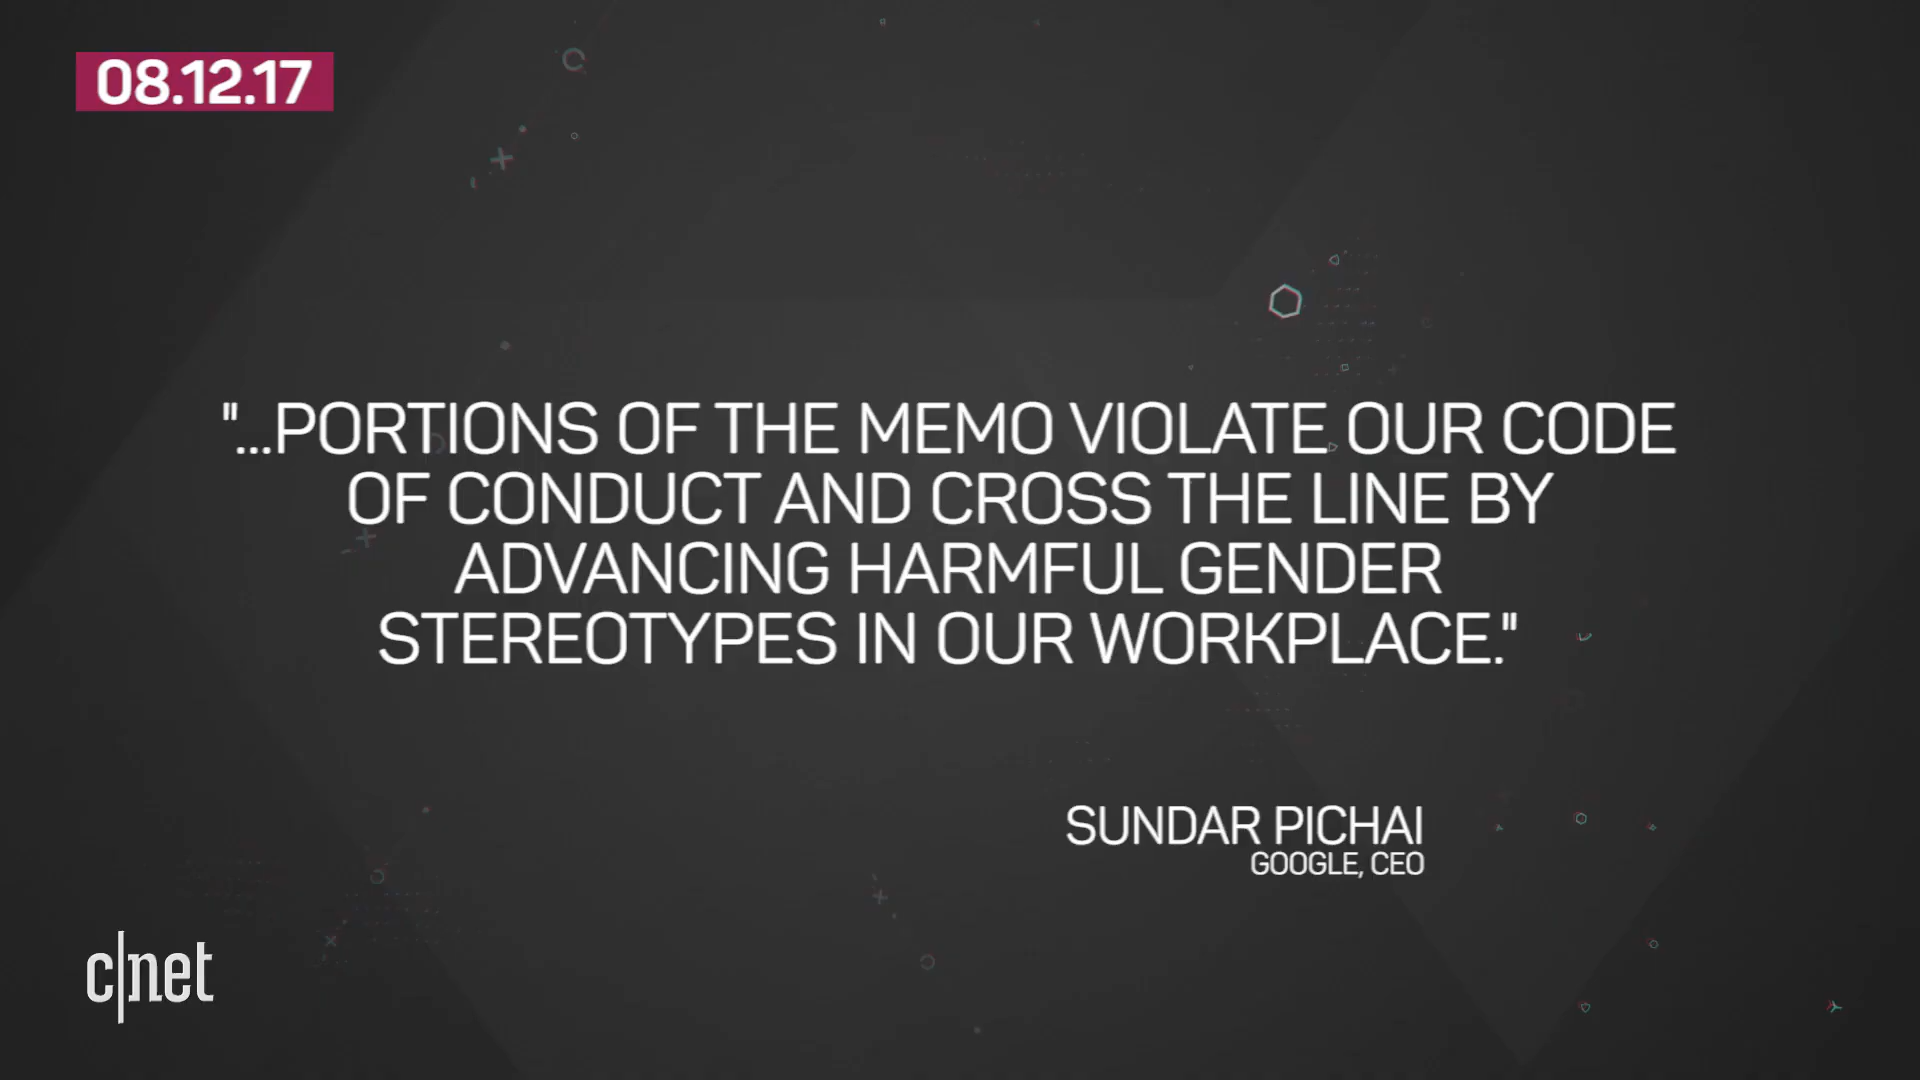 08.12.17
"...PORTIONS OF THE MEMO VIOLATE OUR CODE
OF CONDUCT AND CROSS THE LINE BY
ADVANCING HARMFUL GENDER
STEREOTYPES IN OUR WORKPLACE."
SUNDAR PICHAI
GOOGLE, CEO
c|net